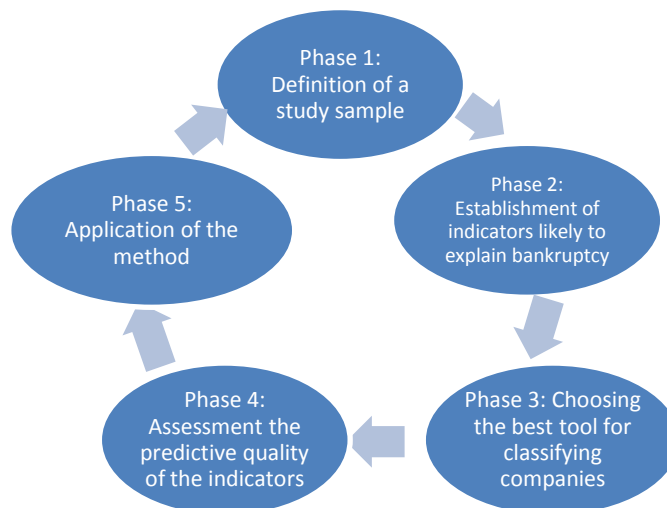 Phase 1:
Definition of a
study sample
Phase 2:
Establishment of
indicators likely to
explain bankruptcy
Phase 3: Choosing
the best tool for
classifying
companies
Phase 4:
Assessment the
predictive quality
of the indicators
Phase 5:
Application of the
method